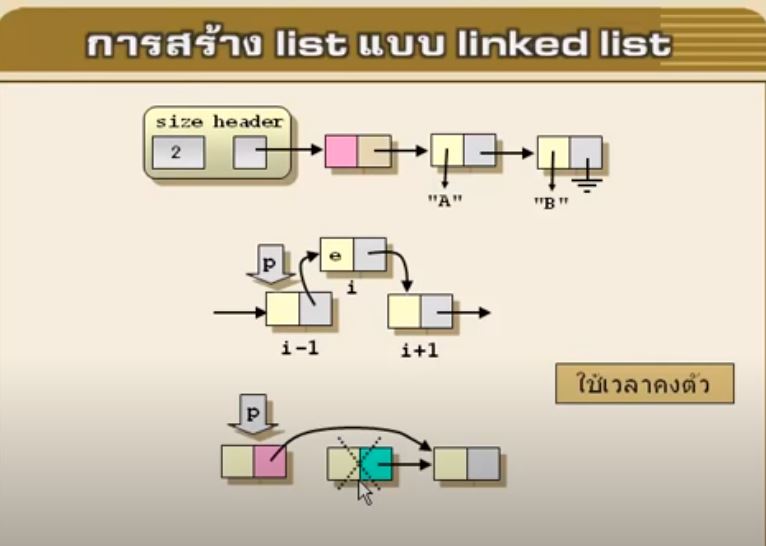 การสร้าง list แบบ linked list
size header
2
"A" "B"
p
e
i
i-1 i+1
ใช้เวลาคงตัว
p